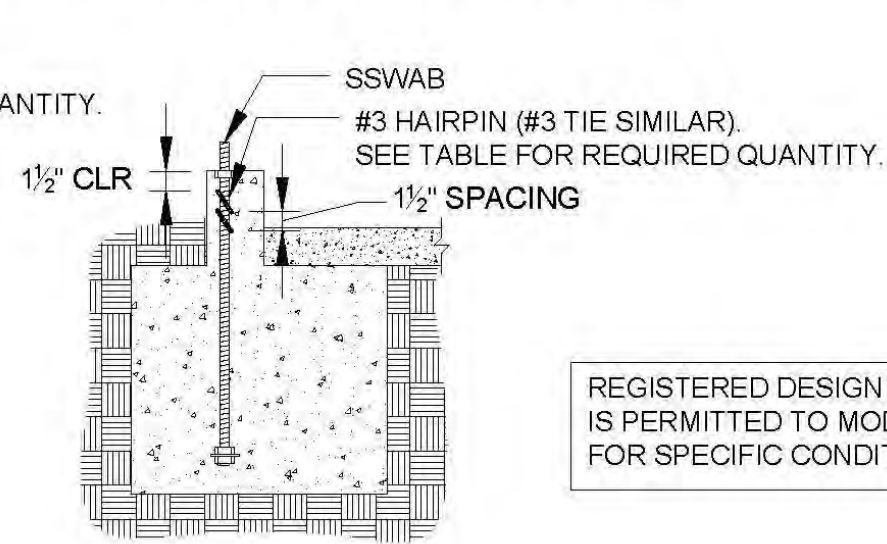 ANTITY.
SSWAB
#3 HAIRPIN (#3 TIE SIMILAR).
SEE TABLE FOR REQUIRED QUANTITY.
1½" CLR
1½" SPACING
REGISTERED DESIGN
IS PERMITTED TO MOD
FOR SPECIFIC CONDIT